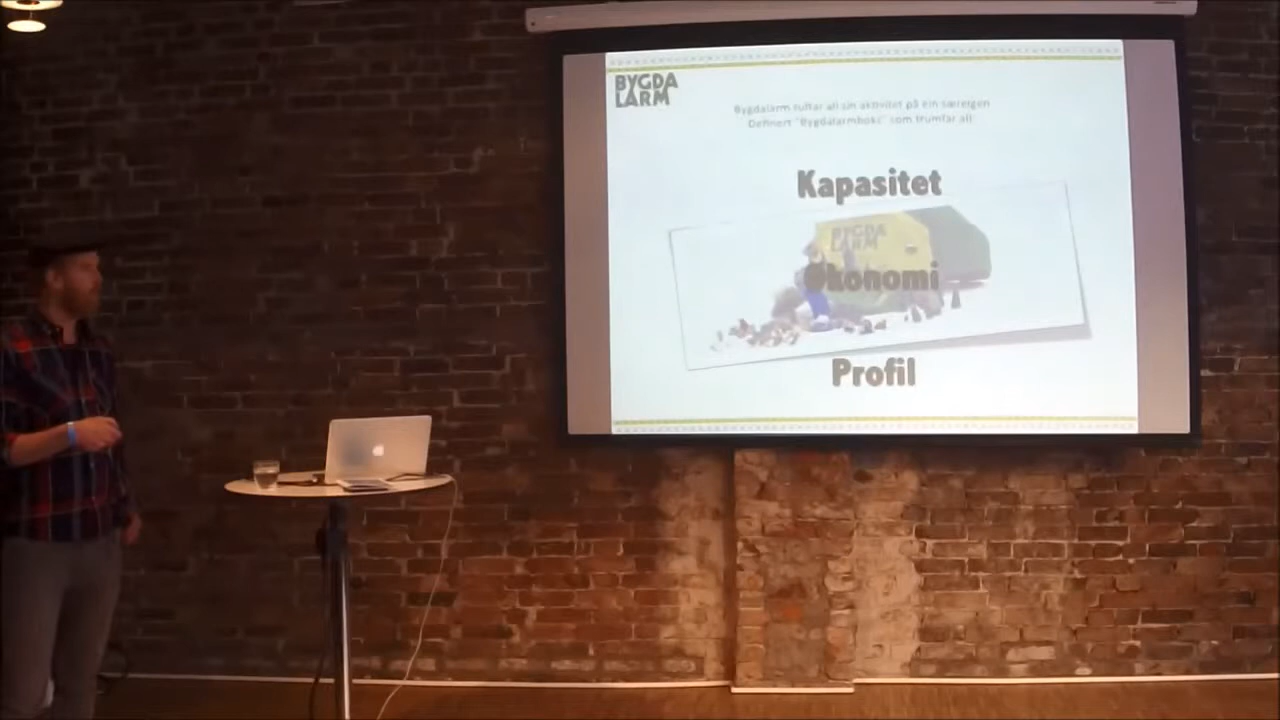 BYGDA
LARM
Bygdalarm tuftar all sin aktivitet på ein særeigen
Definert "Bygdalarmboks" som trumfar alt
Kapasitet
BYGDA
LARM
Økonomi
Profil